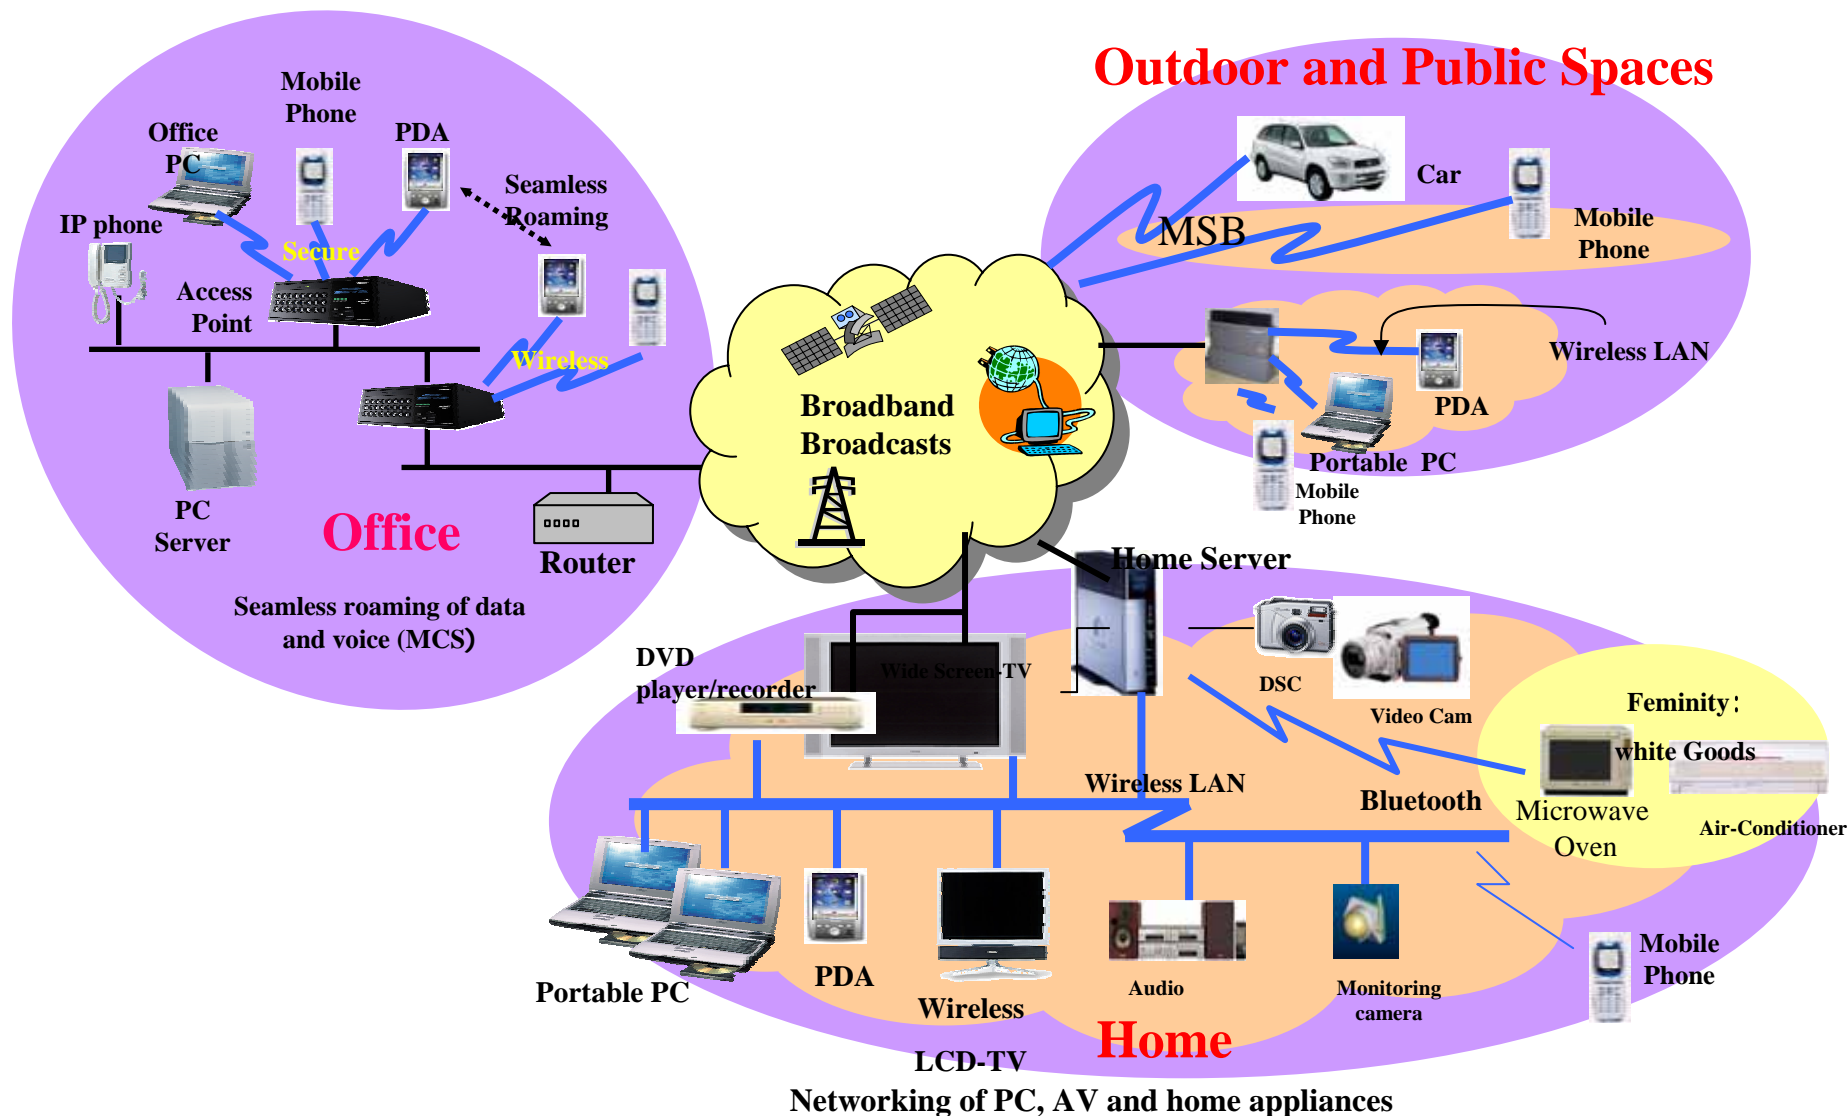 Outdoor and Public Spaces
Mobile
Phone
Office
PC
PDA
Seamless
Roaming
IP phone
Secure
Access
Point
Wireless
PC
Server
Office
Router
Seamless roaming of data
and voice (MCS)
Broadband
Broadcasts
Car
MSB
Mobile
Phone
Wireless LAN
PDA
Portable PC
Mobile
Phone
Home Server
DVD
player/recorder
Wide Screen-TV
DSC
Video Cam
Feminity:
white Goods
Wireless LAN
Bluetooth
Microwave
Oven
Air-Conditioner
Portable PC
PDA
Wireless
LCD-TV
Audio
Monitoring
camera
Mobile
Phone
Home
Networking of PC, AV and home appliances